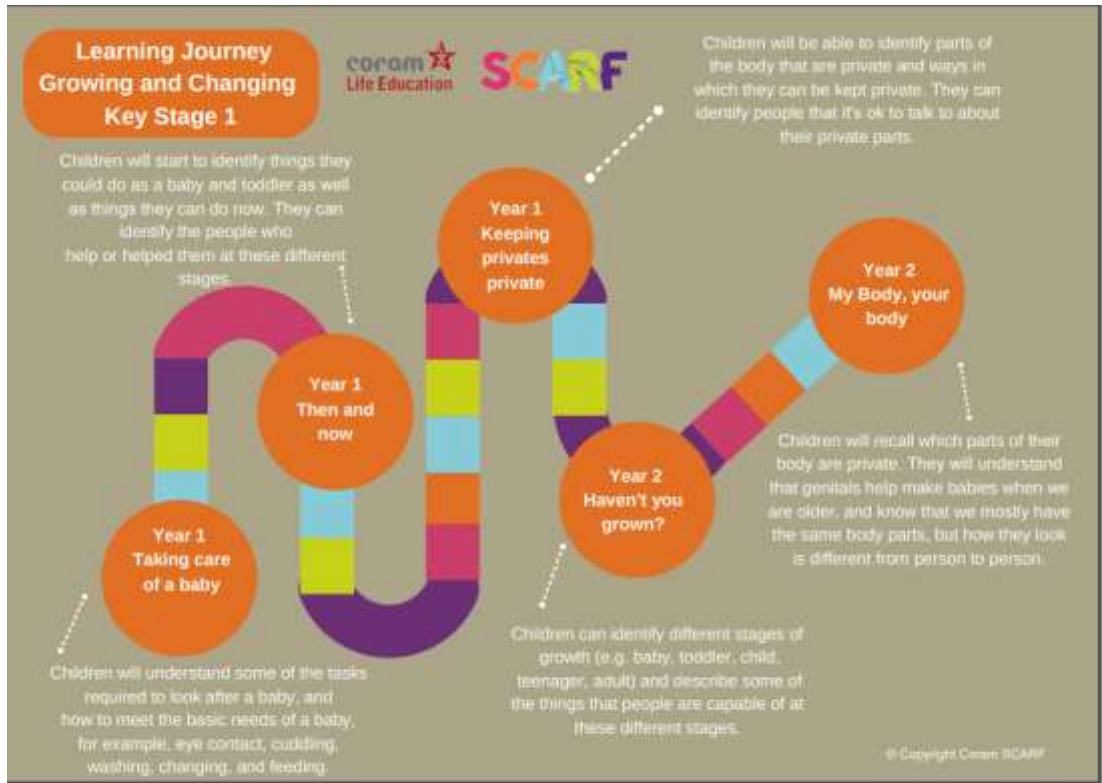 Learning Journey
Growing and Changing
Key Stage 1
coram
Life Education
SCARF
Children will be able to identify parts of
the body that are private and ways in
which they can be kept private. They can
identify people that it's ok to talk to about
their private parts.
Children will start to identify things they
could do as a baby and toddler as well
as things they can do now. They can
identify the people who
help or helped them at these different
stages.
Year 1
Keeping
privates
private
Year 2
My Body, your
body
Year 1
Then and
now
Children will recall which parts of their
body are private. They will understand
that genitals help make babies when we
are older, and know that we mostly have
the same body parts, but how they look
is different from person to person.
Year 2
Haven't you
grown?
Year 1
Taking care
of a baby
Children can identify different stages of
growth (e.g. baby, toddler, child,
teenager, adult) and describe some of
the things that people are capable of at
these different stages.
Children will understand some of the tasks
required to look after a baby, and
how to meet the basic needs of a baby,
for example, eye contact, cuddling,
washing, changing, and feeding.
© Copyright Coram SCARF